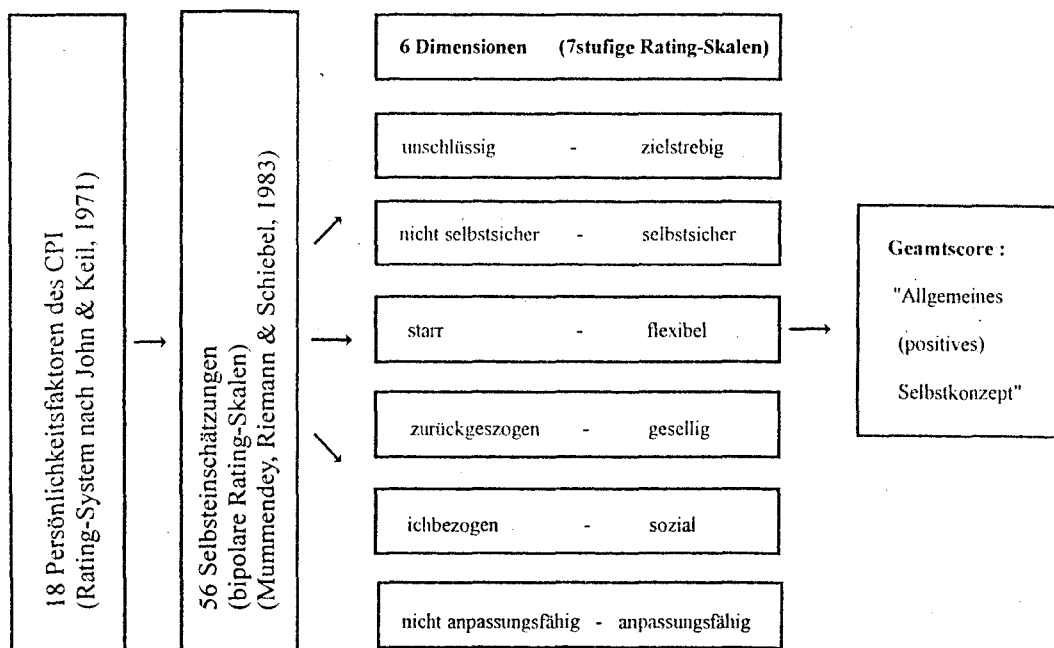 18 Persönlichkeitsfaktoren des CPI
(Rating-System nach John & Keil, 1971)
56 Selbsteinschätzungen
(bipolare Rating-Skalen)
(Mummendey, Riemann & Schiebel, 1983)
6 Dimensionen (7stufige Rating-Skalen)
unschlüssig - zielstrebig
nicht selbstsicher - selbstsicher
starr - flexibel
zurückgeszogen - gesellig
ichbezogen - sozial
nicht anpassungsfähig - anpassungsfähig
Geamtscore :
"Allgemeines
(positives)
Selbstkonzept"